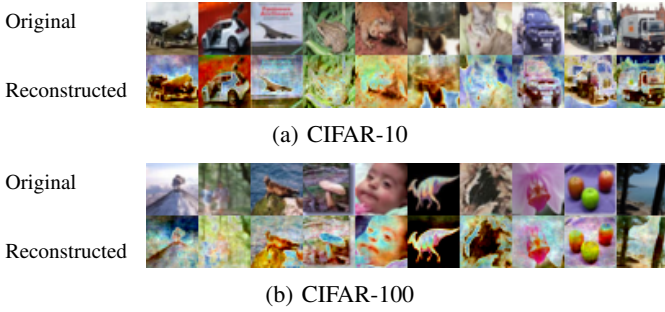 Original
Reconstructed
(a) CIFAR-10
Original
Reconstructed
(b) CIFAR-100